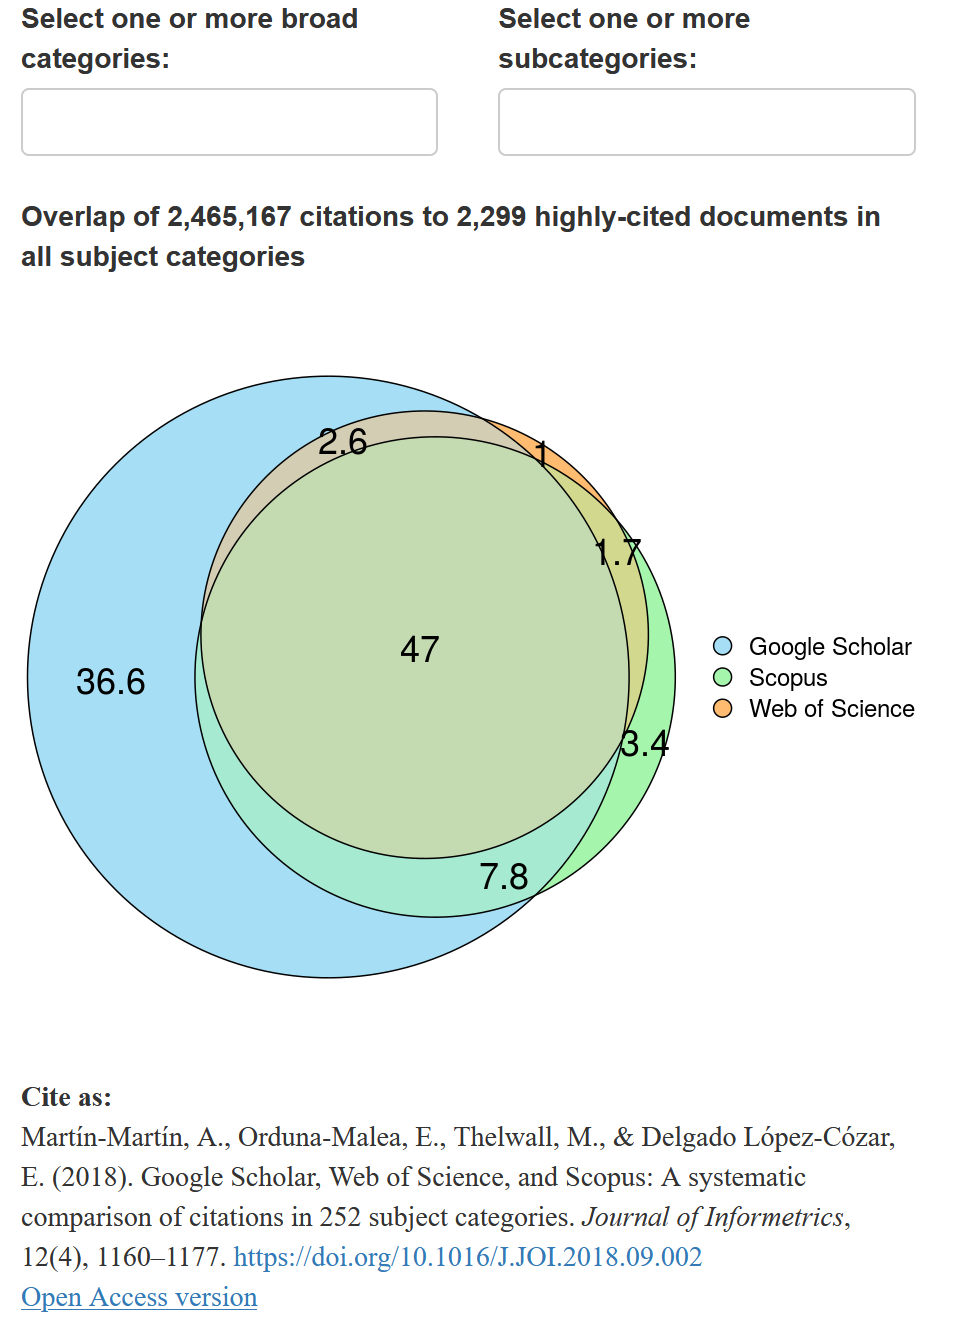 Select one or more broad
categories:
Select one or more
subcategories:
Overlap of 2,465,167 citations to 2,299 highly-cited documents in
all subject categories
2.6
1
1.7
47
36.6
3.4
7.8
Google Scholar
Scopus
Web of Science
Cite as:
Martín-Martín, A., Orduna-Malea, E., Thelwall, M., & Delgado López-Cózar,
E. (2018). Google Scholar, Web of Science, and Scopus: A systematic
comparison of citations in 252 subject categories. Journal of Informetrics,
12(4), 1160–1177. https://doi.org/10.1016/J.JOI.2018.09.002
Open Access version